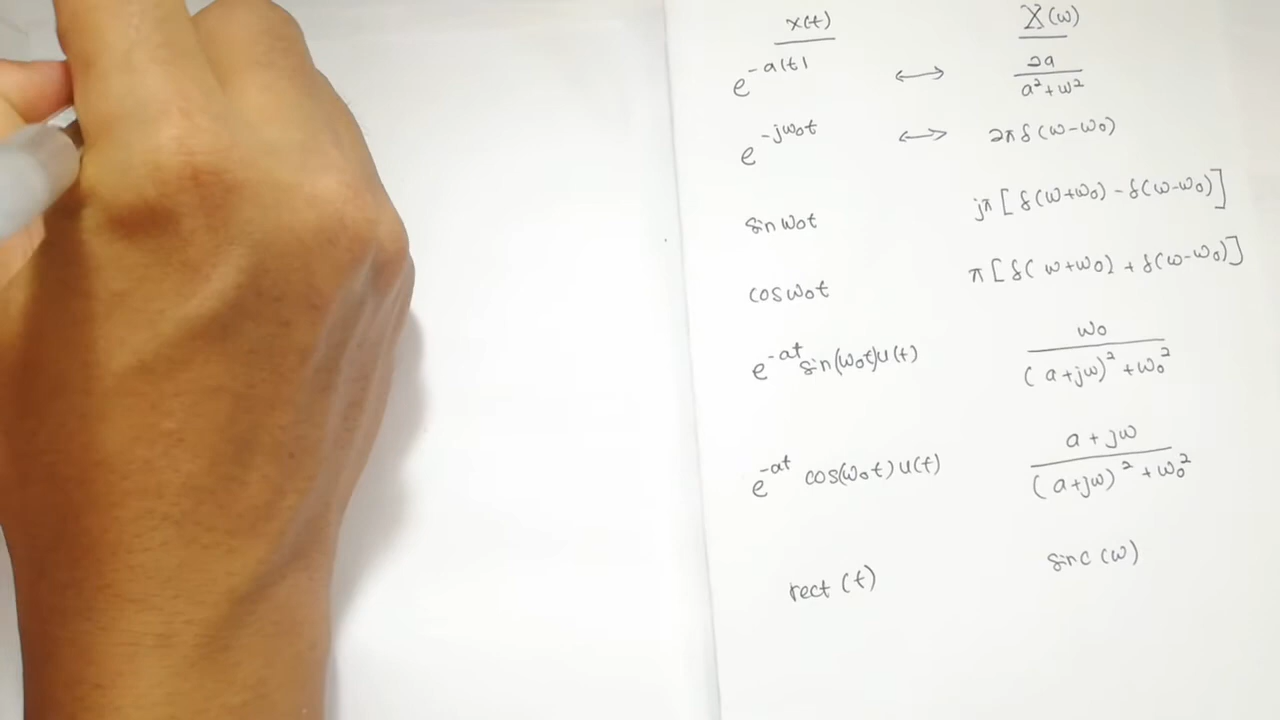 x(t) X(ω)
e^{-a|t|} ⟷ 2a / (a² + ω²)
e^{-jω₀t} ⟷ 2πδ(ω-ω₀)
sin ω₀t jπ[δ(ω+ω₀) - δ(ω-ω₀)]
cos ω₀t π[δ(ω+ω₀) + δ(ω-ω₀)]
e^{-at} sin(ω₀t)u(t) ω₀ / ((a+jω)² + ω₀²)
e^{-at} cos(ω₀t)u(t) (a+jω) / ((a+jω)² + ω₀²)
rect(t) sinc(ω)